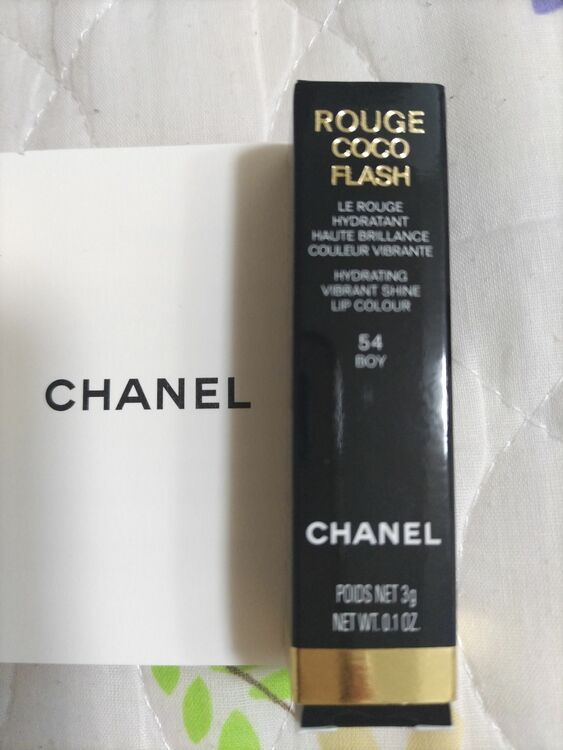 CHANEL
ROUGE
COCO
FLASH
LE ROUGE
HYDRATANT
HAUTE BRILLANCE
COULEUR VIBRANTE
HYDRATING
VIBRANT SHINE
LIP COLOUR
54
BOY
CHANEL
POIDS NET 3g
NET WT. 0.1 OZ.